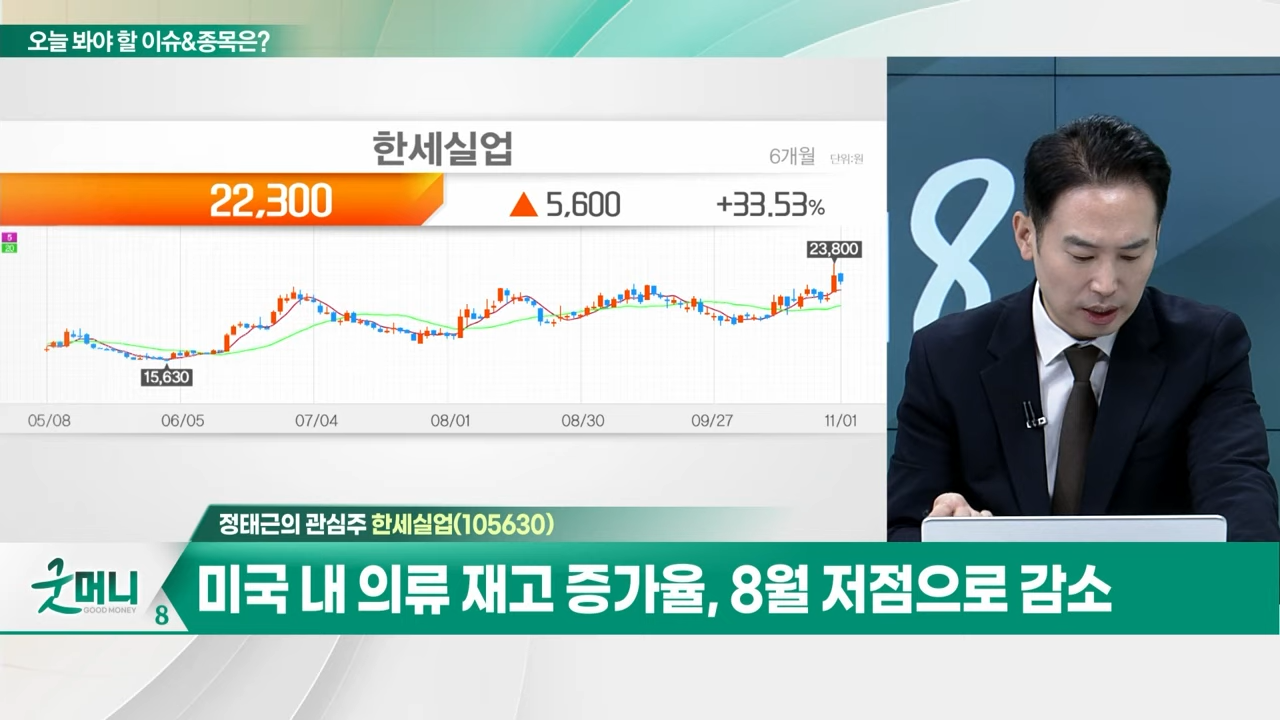 오늘 봐야 할 이슈&종목은?
한세실업
6개월 단위:원
22,300 ▲ 5,600 +33.53%
5
20
23,800
15,630
05/08 06/05 07/04 08/01 08/30 09/27 11/01
8
정태근의 관심주 한세실업(105630)
굿머니
GOOD MONEY
8
미국 내 의류 재고 증가율, 8월 저점으로 감소